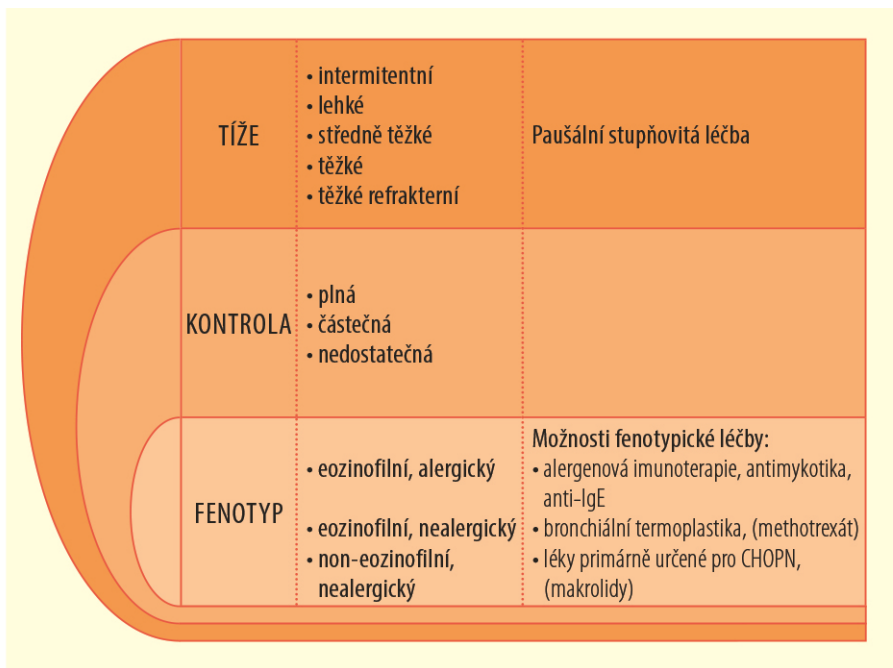 TÍŽE
• intermitentní
• lehké
• středně těžké
• těžké
• těžké refrakterní
Paušální stupňovitá léčba
KONTROLA
• plná
• částečná
• nedostatečná
FENOTYP
• eozinofilní, alergický
• eozinofilní, nealergický
• non-eozinofilní,
nealergický
Možnosti fenotypické léčby:
• alergenová imunoterapie, antimykotika,
anti-IgE
• bronchiální termoplastika, (methotrexát)
• léky primárně určené pro CHOPN,
(makrolidy)